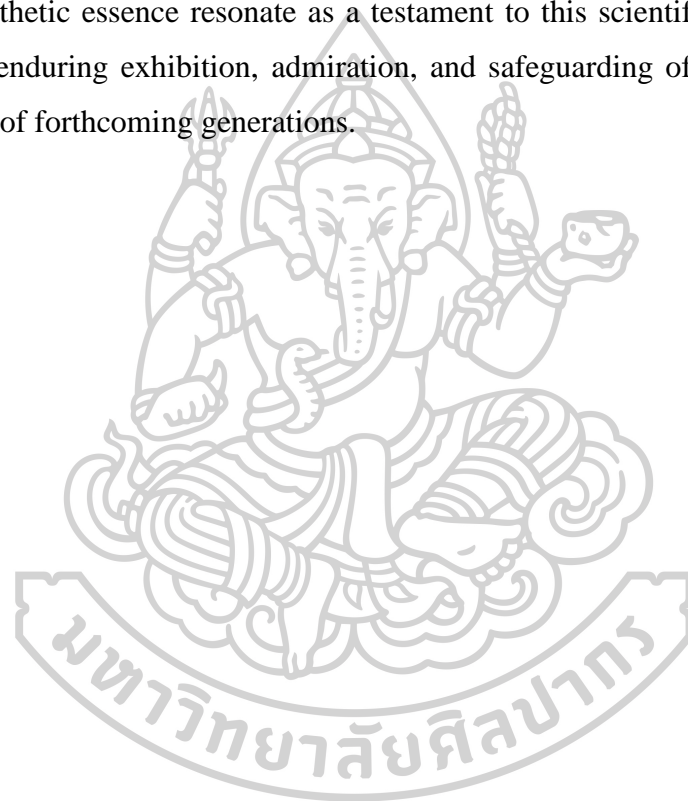 thetic essence resonate as a testament to this scientif
enduring exhibition, admiration, and safeguarding of
of forthcoming generations.
มหาวิทยาลัยศิลปากร